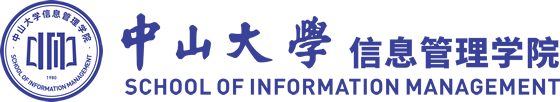 中山大学信息管理学院
1980
SCHOOL OF INFORMATION MANAGEMENT
中山大學 信息管理学院
SCHOOL OF INFORMATION MANAGEMENT